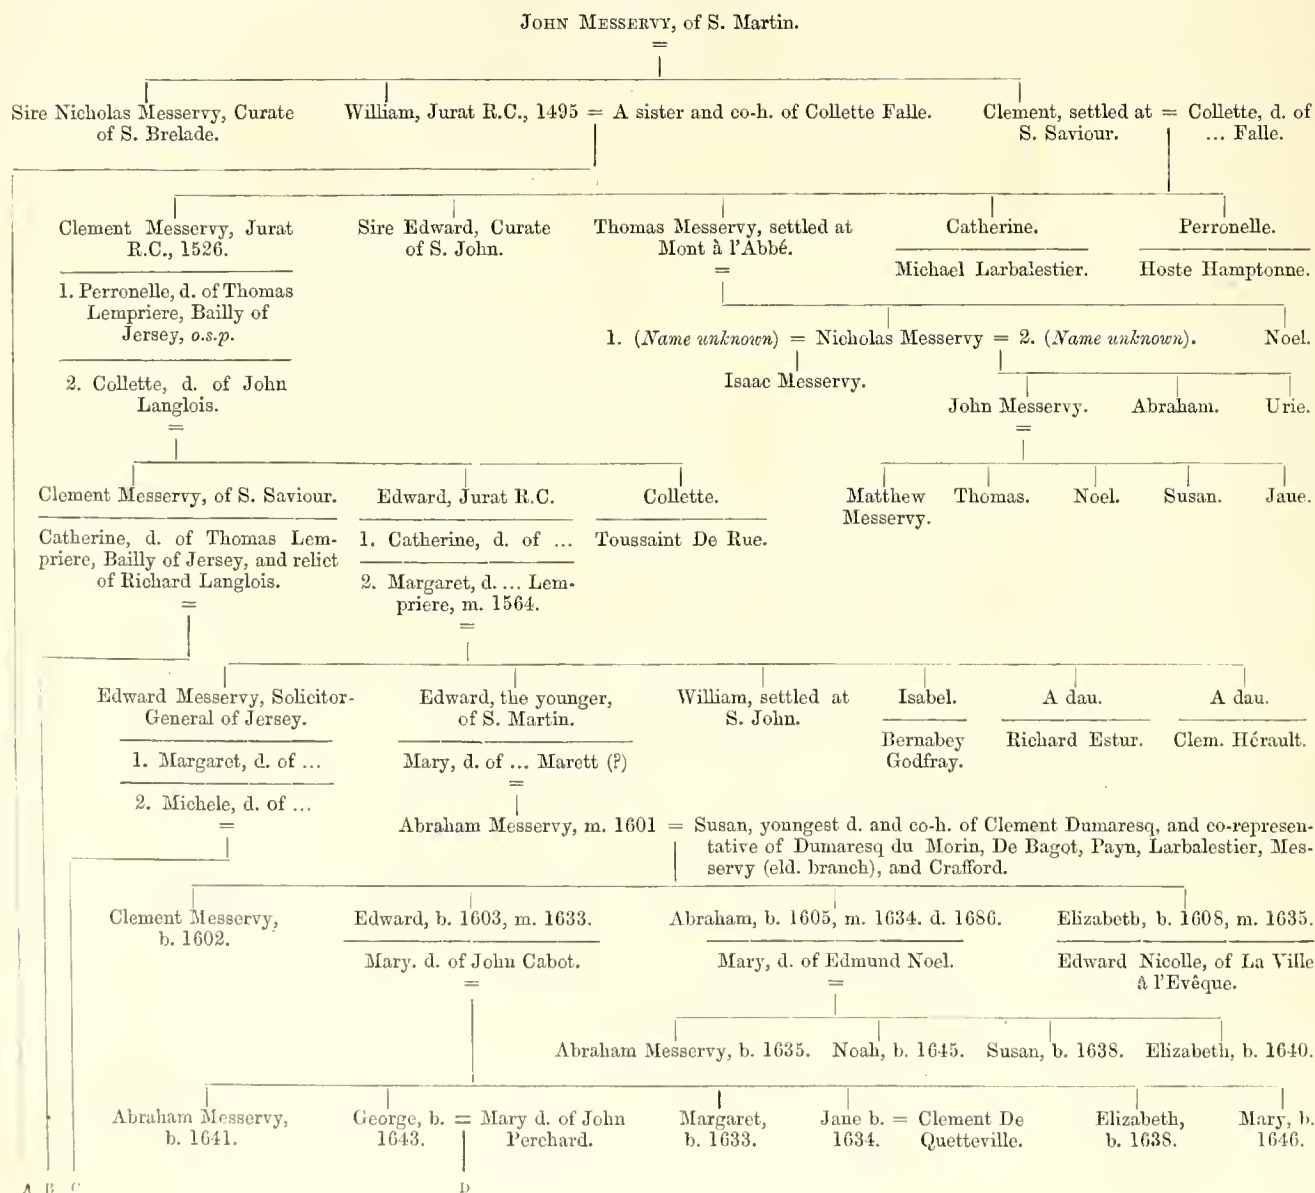 JOHN MESSERVY, of S. Martin.
=
Sire Nicholas Messervy, Curate of S. Brelade.
William, Jurat R.C., 1495 = A sister and co-h. of Collette Falle.
Clement, settled at S. Saviour. = Collette, d. of ... Falle.
Clement Messervy, Jurat R.C., 1526.
1. Perronelle, d. of Thomas Lempriere, Bailly of Jersey, o.s.p.
2. Collette, d. of John Langlois.
=
Sire Edward, Curate of S. John.
Thomas Messervy, settled at Mont à l'Abbé.
=
Catherine.
Michael Larbalestier.
Perronelle.
Hoste Hamptonne.
1. (Name unknown) = Nicholas Messervy = 2. (Name unknown).
Noel.
Isaac Messervy.
John Messervy.
=
Abraham.
Urie.
Clement Messervy, of S. Saviour.
Catherine, d. of Thomas Lempriere, Bailly of Jersey, and relict of Richard Langlois.
=
Edward, Jurat R.C.
1. Catherine, d. of ...
2. Margaret, d. ... Lempriere, m. 1564.
=
Collette.
Toussaint De Rue.
Matthew Messervy.
Thomas.
Noel.
Susan.
Jane.
Edward Messervy, Solicitor-General of Jersey.
1. Margaret, d. of ...
2. Michele, d. of ...
=
Edward, the younger, of S. Martin.
Mary, d. of ... Marett (?)
=
William, settled at S. John.
Isabel.
Bernabey Godfray.
A dau.
Richard Estur.
A dau.
Clem. Hérault.
Abraham Messervy, m. 1601 = Susan, youngest d. and co-h. of Clement Dumaresq, and co-representative of Dumaresq du Morin, De Bagot, Payn, Larbalestier, Messervy (eld. branch), and Crafford.
Clement Messervy, b. 1602.
Edward, b. 1603, m. 1633.
Mary. d. of John Cabot.
=
Abraham, b. 1605, m. 1634. d. 1686.
Mary, d. of Edmund Noel.
=
Elizabeth, b. 1608, m. 1635.
Edward Nicolle, of La Ville à l'Evêque.
Abraham Messervy, b. 1635. Noah, b. 1645. Susan, b. 1638. Elizabeth, b. 1640.
Abraham Messervy, b. 1641.
George, b. 1643. = Mary d. of John Perchard.
Margaret, b. 1633.
Jane b. 1634. = Clement De Quetteville.
Elizabeth, b. 1638.
Mary, b. 1646.
A B C
D